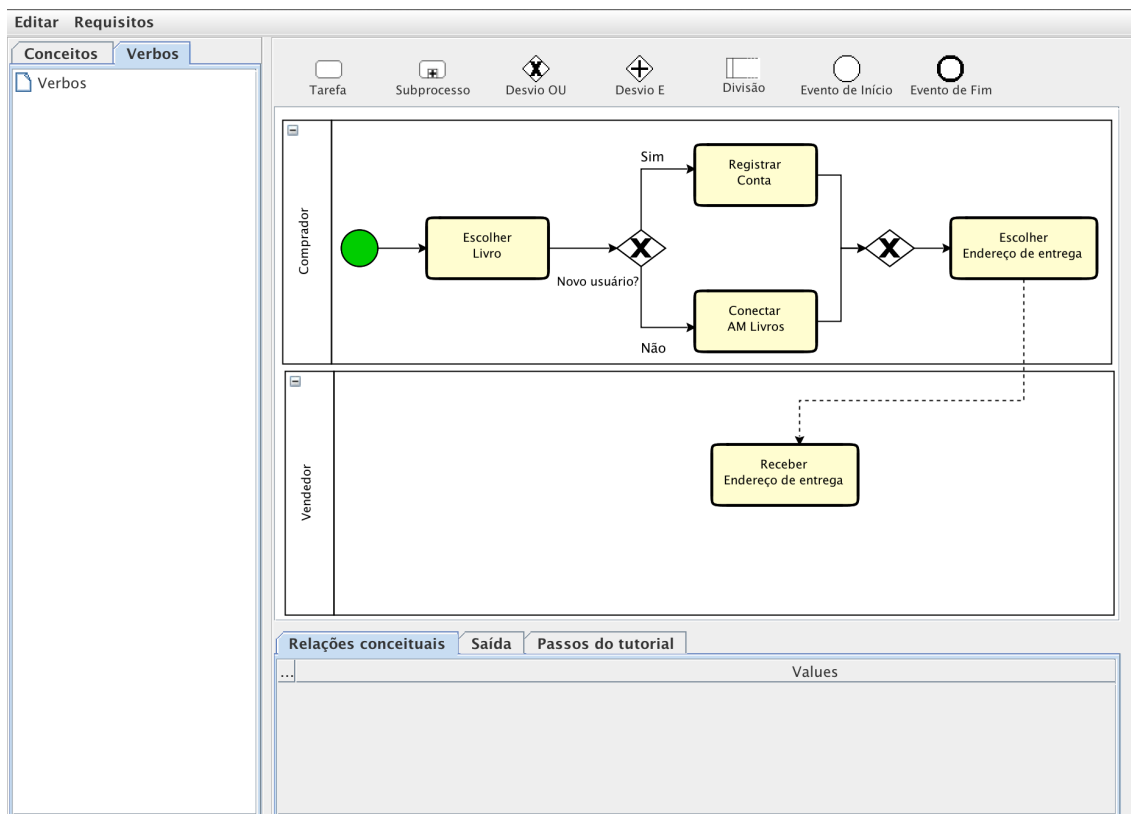 Editar Requisitos
Conceitos Verbos
Verbos
Tarefa Subprocesso Desvio OU Desvio E Divisão Evento de Início Evento de Fim
Comprador
Escolher
Livro
Novo usuário?
Sim
Não
Registrar
Conta
Conectar
AM Livros
Escolher
Endereço de entrega
Vendedor
Receber
Endereço de entrega
Relações conceituais Saída Passos do tutorial
... Values